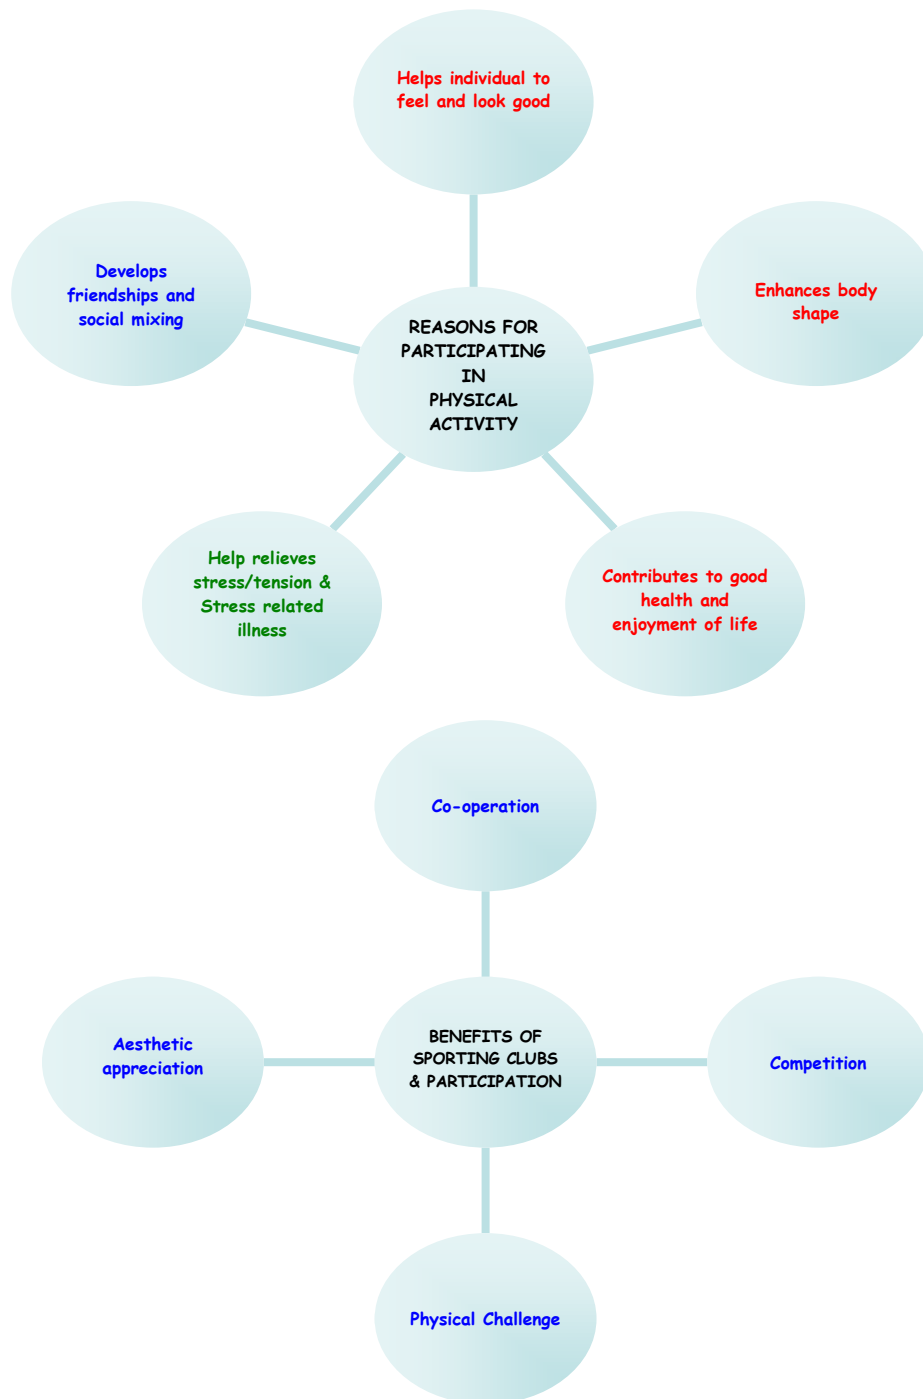 Helps individual to
feel and look good
Develops
friendships and
social mixing
Enhances body
shape
REASONS FOR
PARTICIPATING
IN
PHYSICAL
ACTIVITY
Help relieves
stress/tension &
Stress related
illness
Contributes to good
health and
enjoyment of life
Co-operation
Aesthetic
appreciation
BENEFITS OF
SPORTING CLUBS
& PARTICIPATION
Competition
Physical Challenge